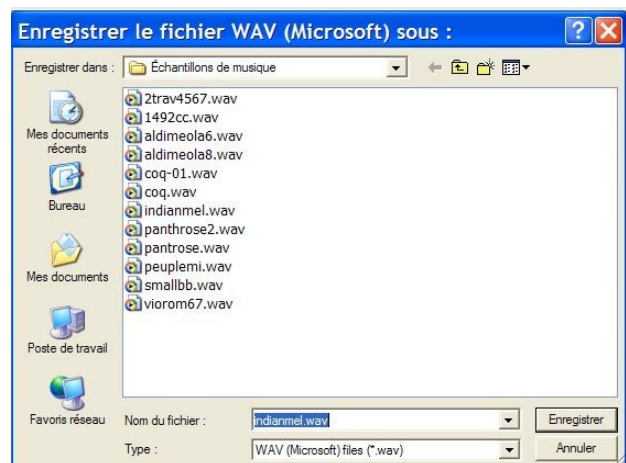 Enregistrer le fichier WAV (Microsoft) sous :
Enregistrer dans : Échantillons de musique
Mes documents récents
Bureau
Mes documents
Poste de travail
Favoris réseau
2trav4567.wav
1492cc.wav
aldimeola6.wav
aldimeola8.wav
coq-01.wav
coq.wav
indianmel.wav
panthrose2.wav
pantrose.wav
peuplemi.wav
smallbb.wav
viorom67.wav
Nom du fichier : indianmel.wav Enregistrer
Type : WAV (Microsoft) files (*.wav) Annuler